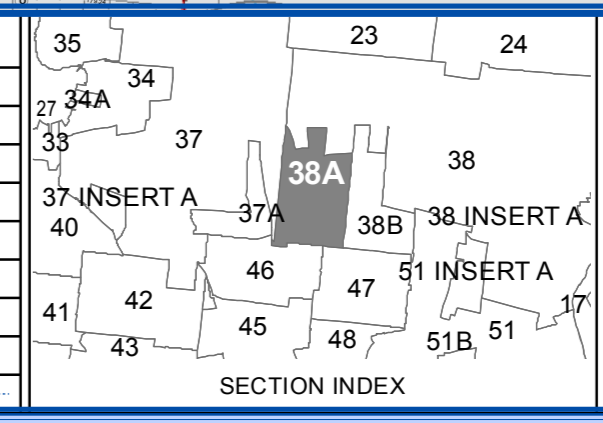 35
23
24
34
34A
27
33
37
38A
38
37 INSERT A
37A
38B
38 INSERT A
40
46
51 INSERT A
47
42
41
17
45
51
48
51B
43
SECTION INDEX